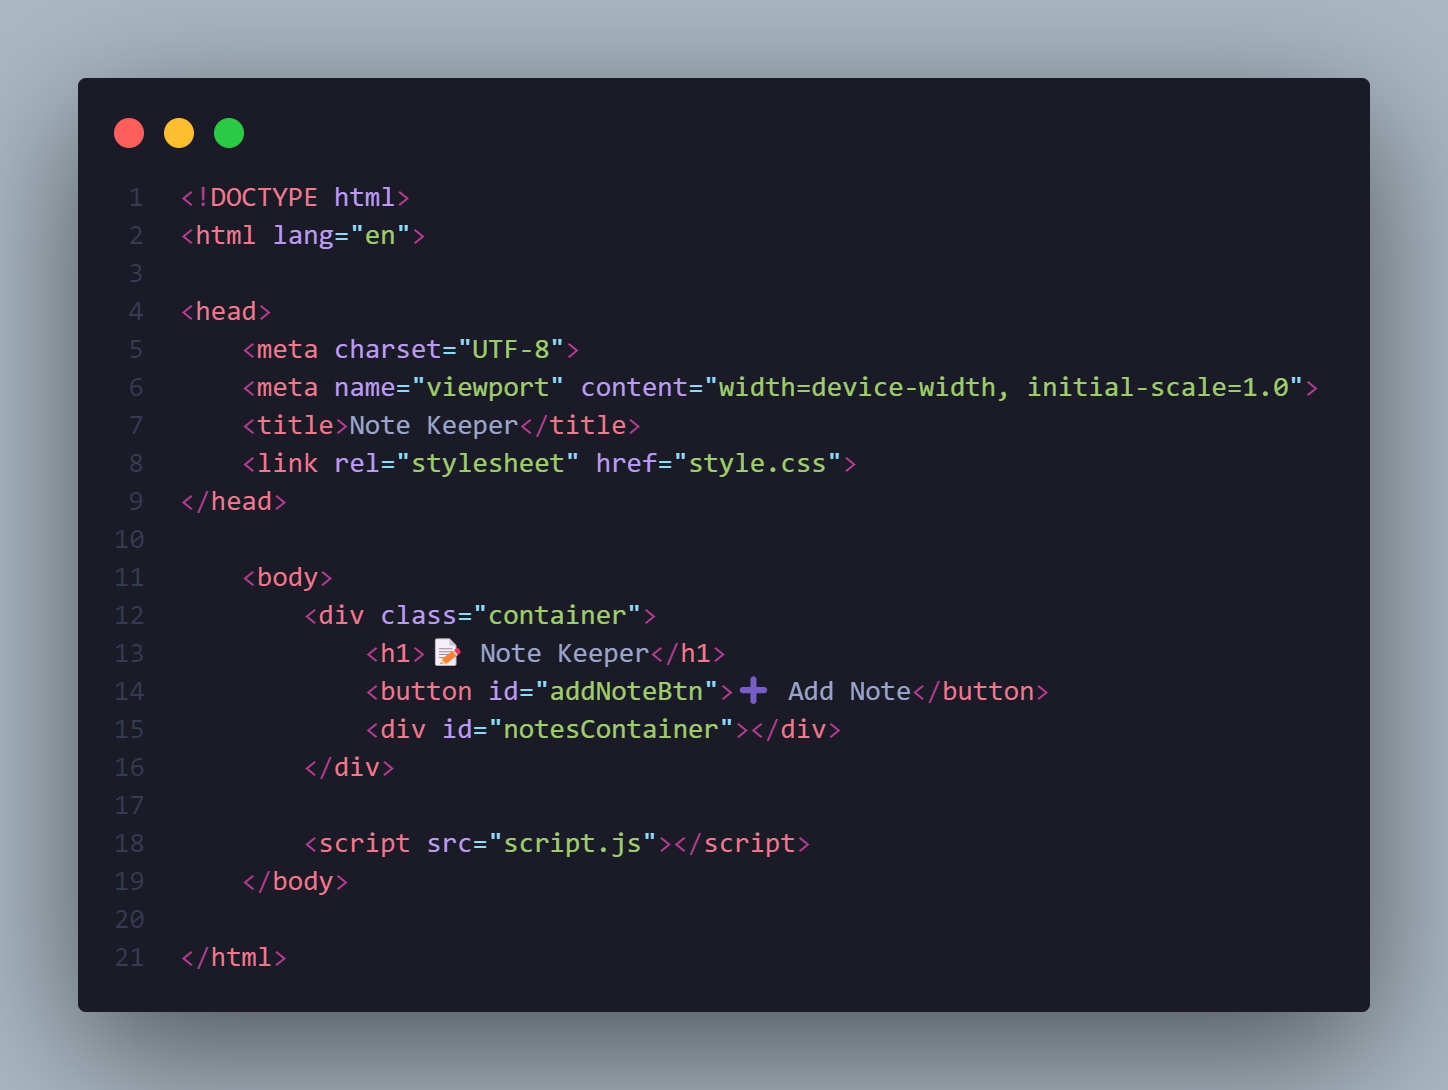 1 <!DOCTYPE html>
2 <html lang="en">
3
4 <head>
5     <meta charset="UTF-8">
6     <meta name="viewport" content="width=device-width, initial-scale=1.0">
7     <title>Note Keeper</title>
8     <link rel="stylesheet" href="style.css">
9 </head>
10
11     <body>
12         <div class="container">
13             <h1>📝 Note Keeper</h1>
14             <button id="addNoteBtn">➕ Add Note</button>
15             <div id="notesContainer"></div>
16         </div>
17
18         <script src="script.js"></script>
19     </body>
20
21 </html>